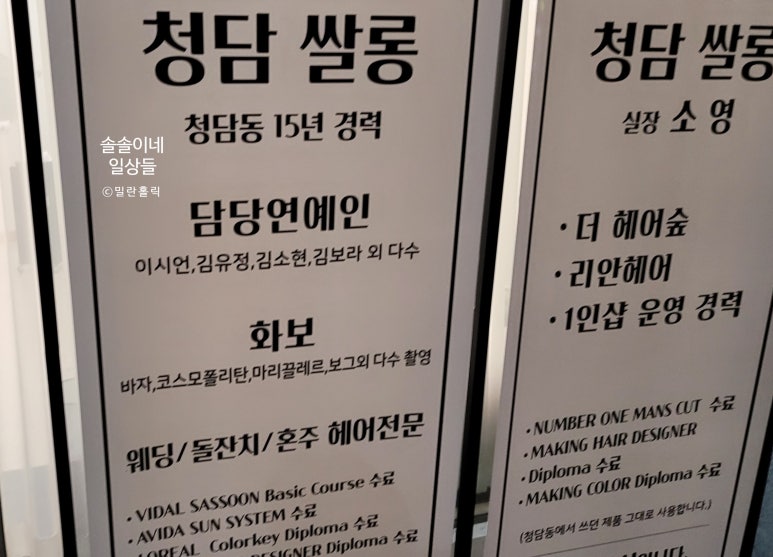 청담 쌀롱
청담동 15년 경력
솔솔이네
일상들
©밀란홀릭
담당연예인
이시언,김유정,김소현,김보라 외 다수
화보
바자,코스모폴리탄,마리끌레르,보그외 다수 촬영
웨딩/돌잔치/혼주 헤어전문
·VIDAL SASSOON Basic Course 수료
·AVIDA SUN SYSTEM 수료
·LOREAL Colorkey Diploma 수료
DESIGNER Diploma 수료
청담 쌀롱
실장 소영
·더 헤어숲
·리안헤어
·1인샵 운영 경력
·NUMBER ONE MANS CUT 수료
·MAKING HAIR DESIGNER
·Diploma 수료
·MAKING COLOR Diploma 수료
(청담동에서 쓰던 제품 그대로 사용합니다.)